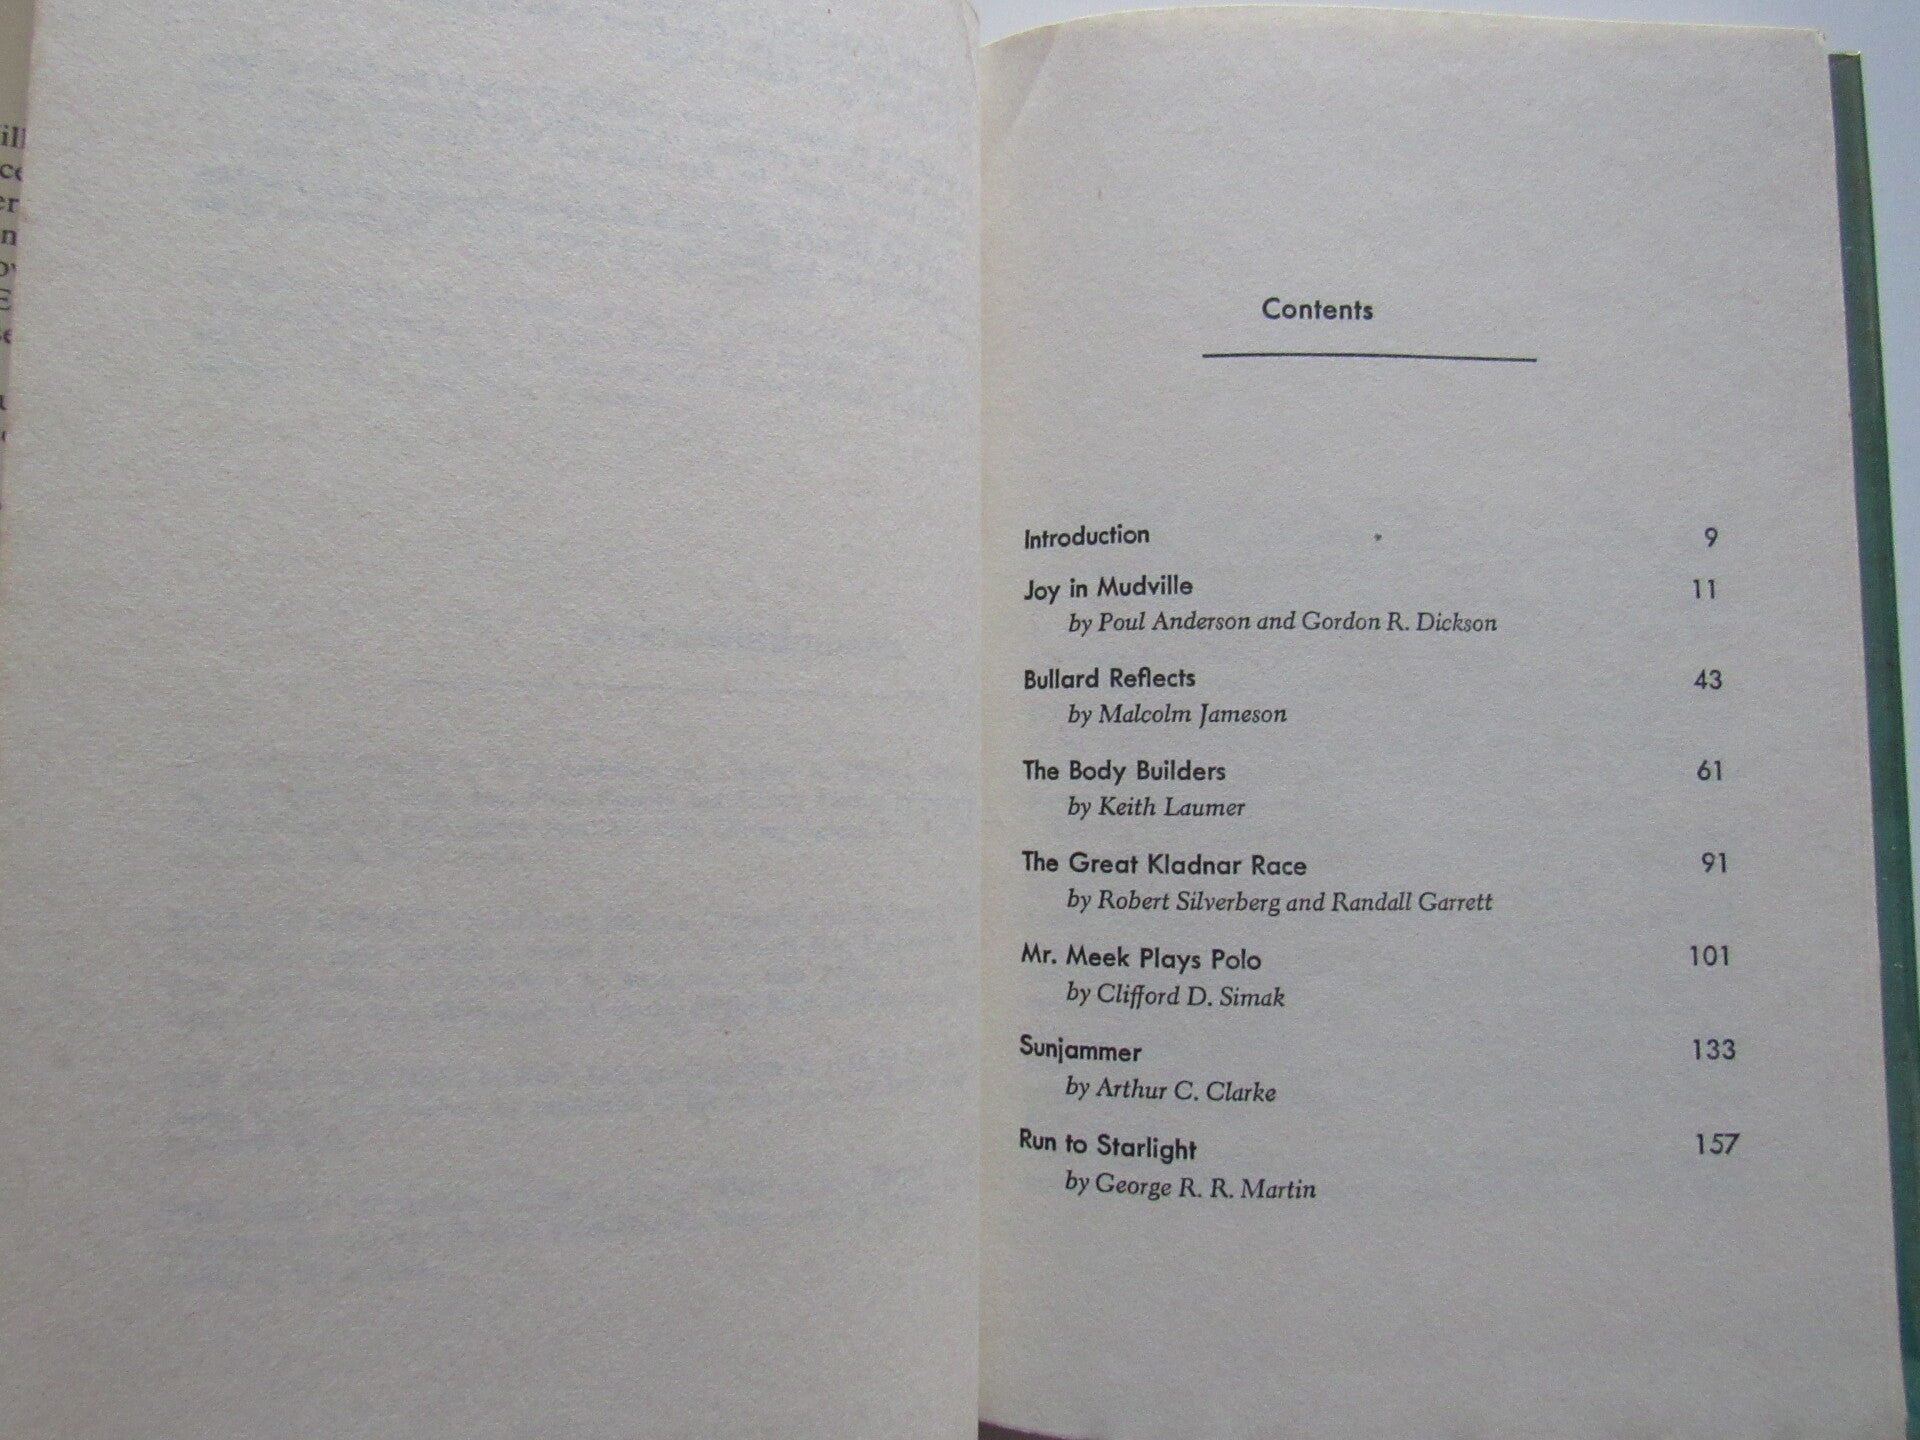 Contents
Introduction 9
Joy in Mudville 11
by Poul Anderson and Gordon R. Dickson
Bullard Reflects 43
by Malcolm Jameson
The Body Builders 61
by Keith Laumer
The Great Kladnar Race 91
by Robert Silverberg and Randall Garrett
Mr. Meek Plays Polo 101
by Clifford D. Simak
Sunjammer 133
by Arthur C. Clarke
Run to Starlight 157
by George R. R. Martin